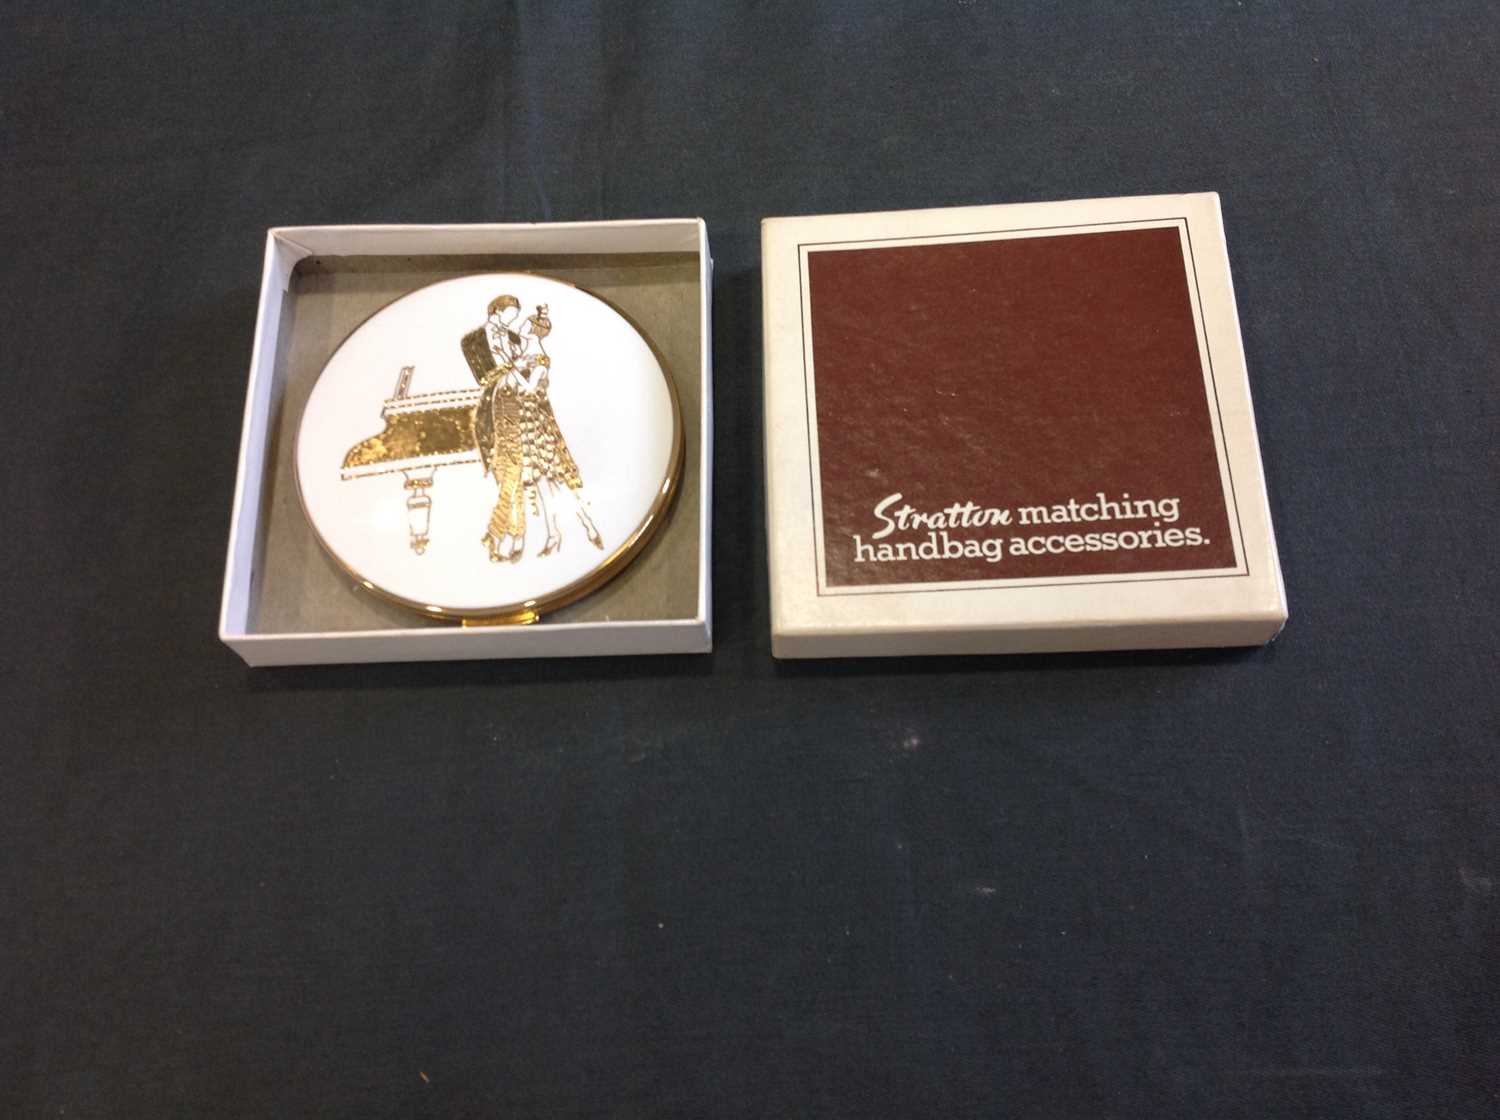 Stratton matching
handbag accessories.